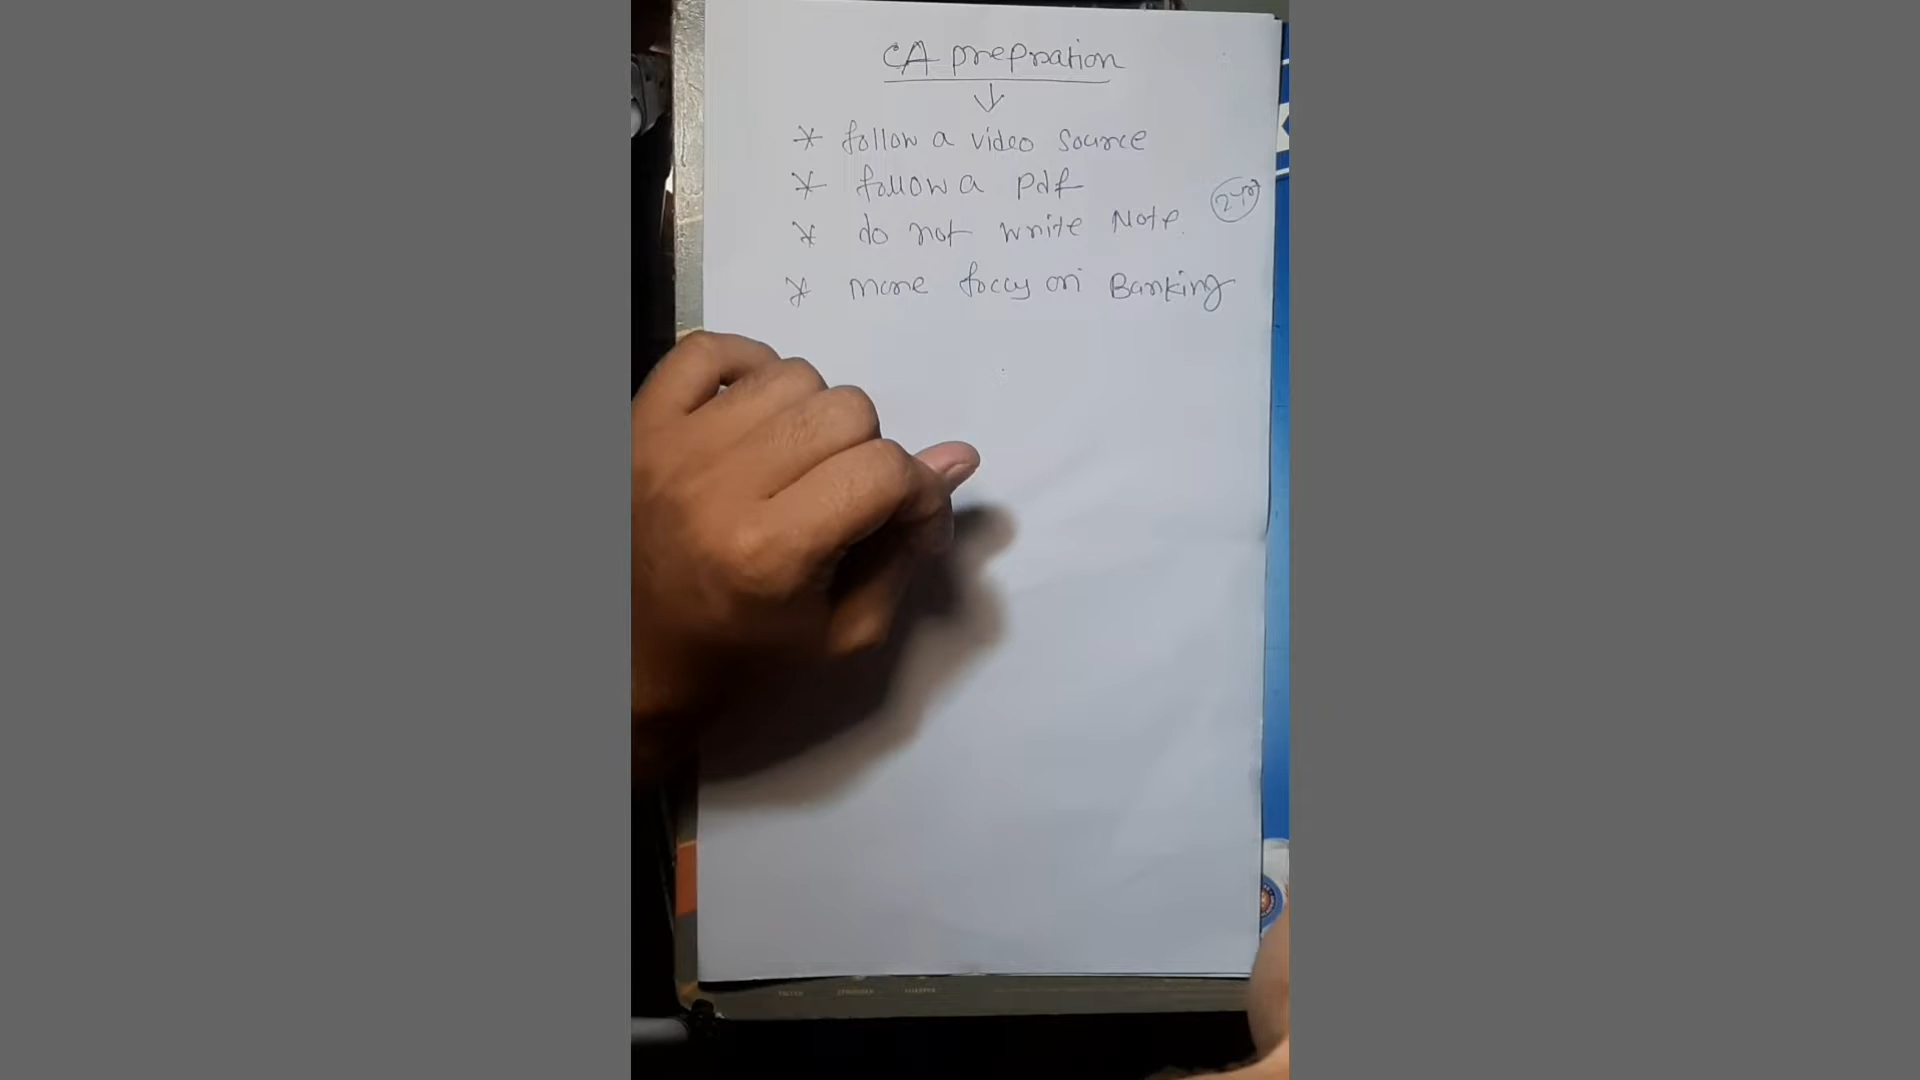 CA prepration
↓
* follow a video source
* follow a pdf
* do not write Note.
* more focus on Banking